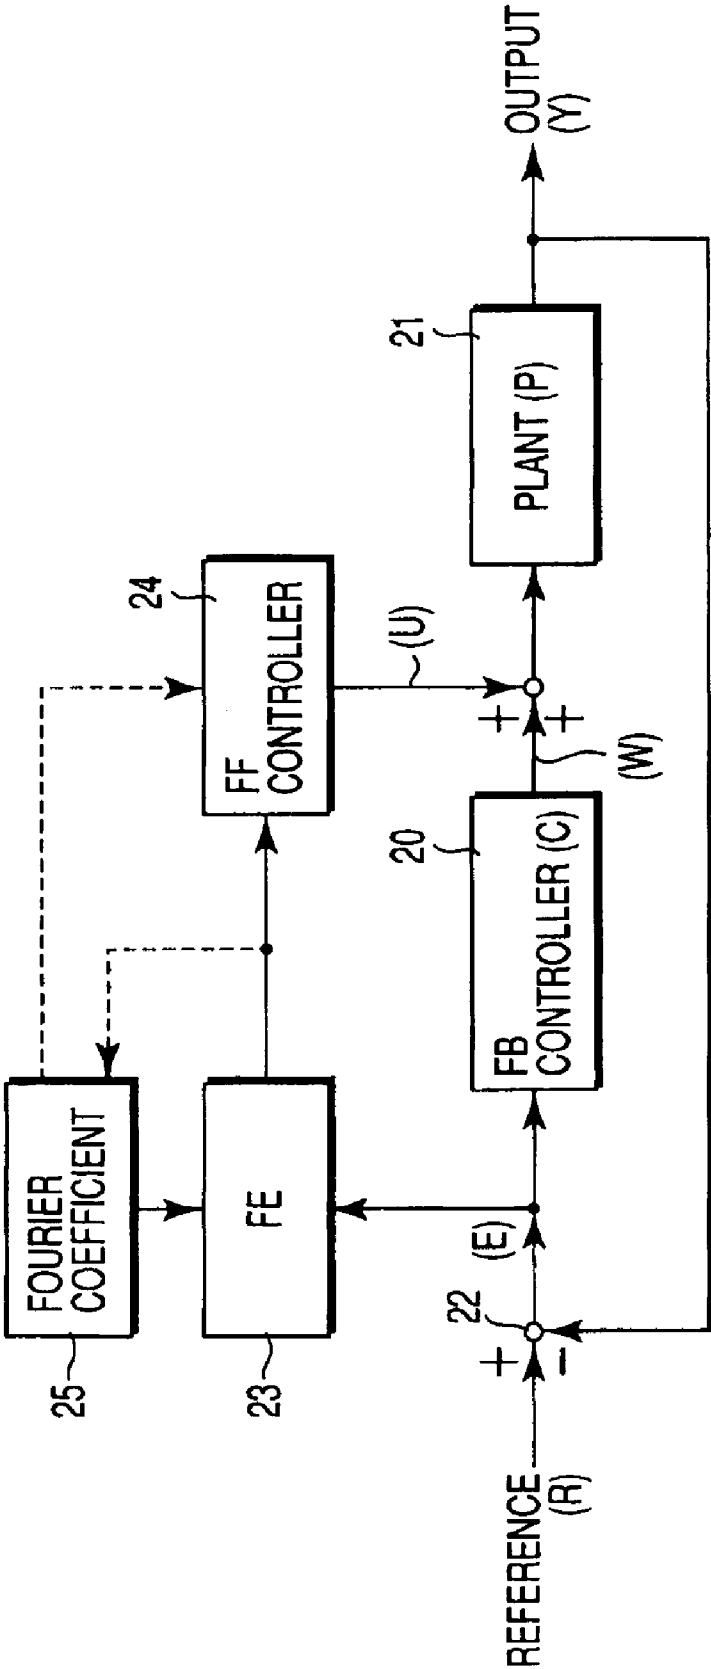 25
FOURIER
COEFFICIENT
23
FE
24
FF
CONTROLLER
(U)
REFERENCE
(R)
+
−
22
(E)
20
FB
CONTROLLER (C)
(W)
+
+
21
PLANT (P)
OUTPUT
(Y)